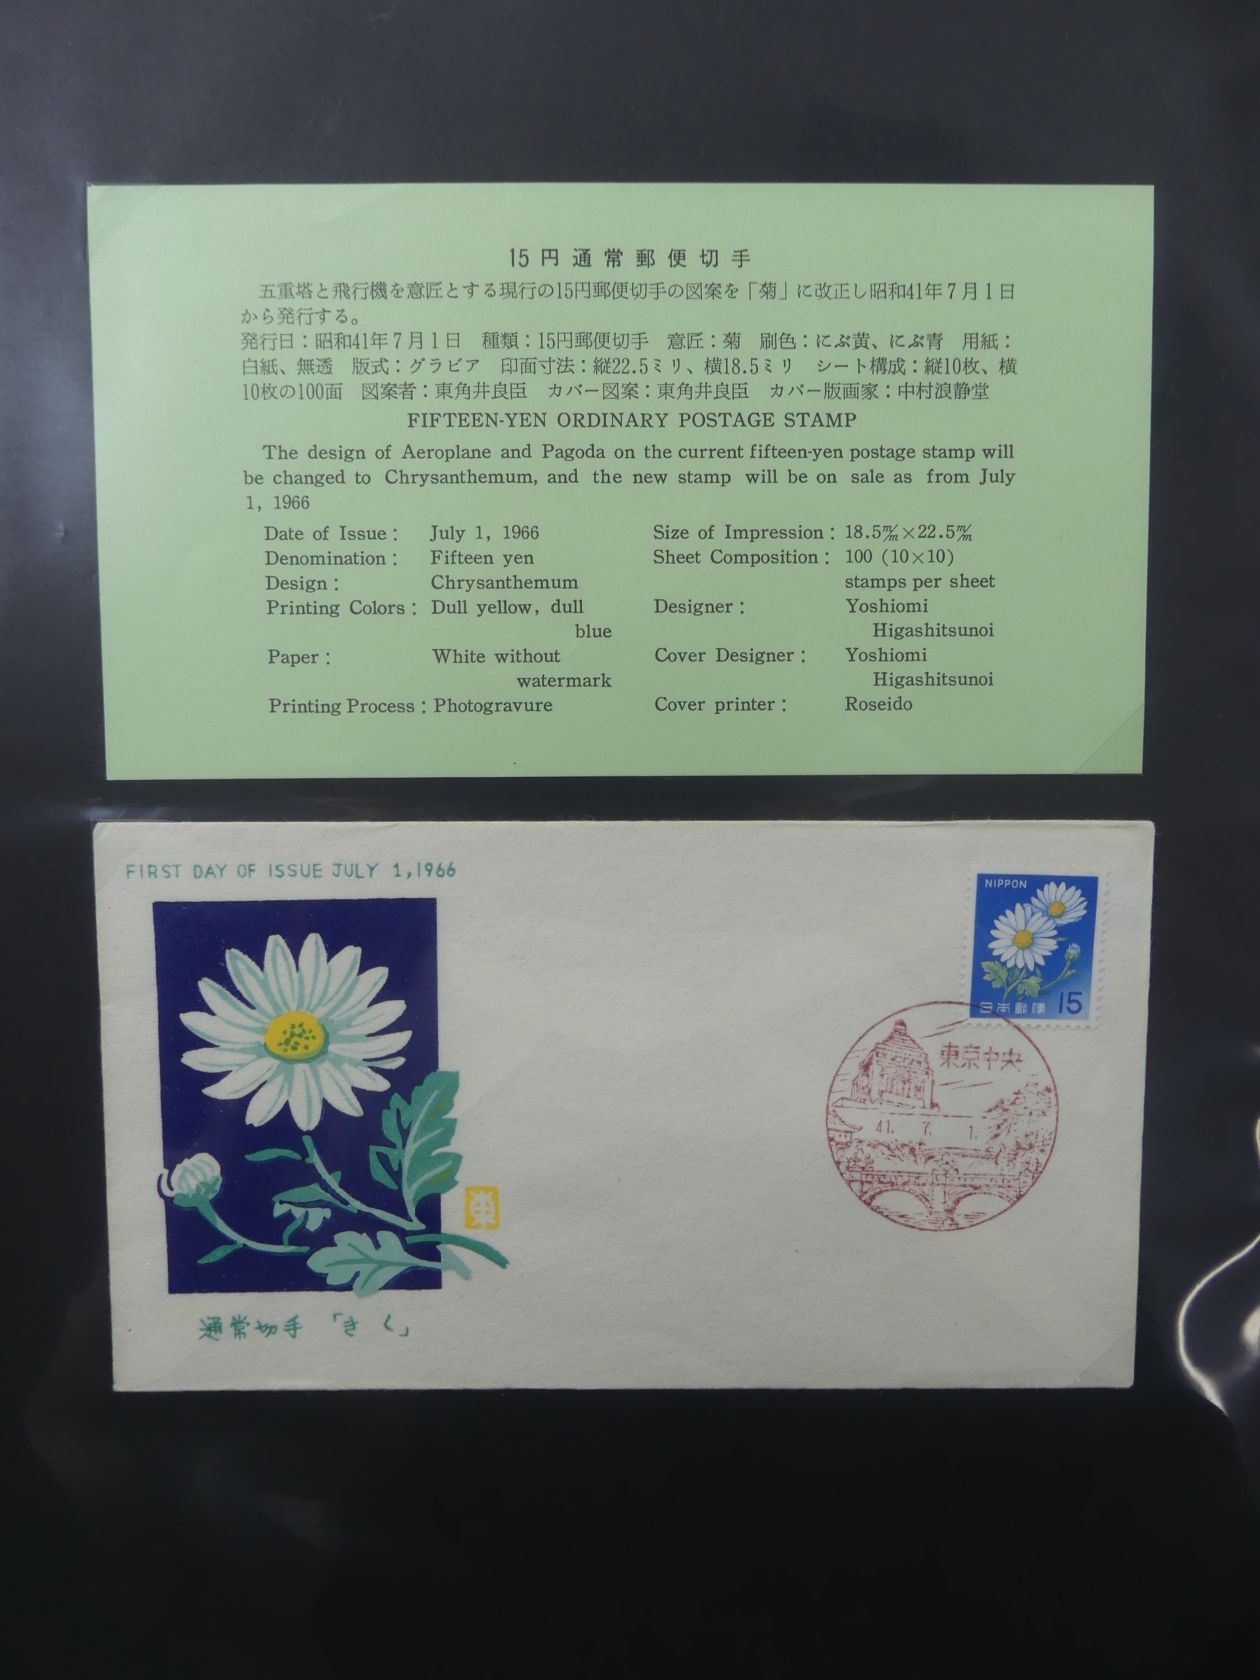 15円通常郵便切手
五重塔と飛行機を意匠とする現行の15円郵便切手の図案を「菊」に改正し昭和41年7月1日
から発行する。
発行日：昭和41年7月1日　種類：15円郵便切手　意匠：菊　刷色：にぶ黄、にぶ青　用紙：
白紙、無透　版式：グラビア　印面寸法：縦22.5ミリ、横18.5ミリ　シート構成：縦10枚、横
10枚の100面　図案者：東角井良臣　カバー図案：東角井良臣　カバー版画家：中村浪静堂
FIFTEEN-YEN ORDINARY POSTAGE STAMP
The design of Aeroplane and Pagoda on the current fifteen-yen postage stamp will
be changed to Chrysanthemum, and the new stamp will be on sale as from July
1, 1966
Date of Issue: July 1, 1966
Denomination: Fifteen yen
Design: Chrysanthemum
Printing Colors: Dull yellow, dull
blue
Paper: White without
watermark
Printing Process: Photogravure
Size of Impression: 18.5m/m×22.5m/m
Sheet Composition: 100 (10×10)
stamps per sheet
Designer: Yoshiomi
Higashitsunoi
Cover Designer: Yoshiomi
Higashitsunoi
Cover printer: Roseido
FIRST DAY OF ISSUE JULY 1,1966
NIPPON
日本郵便 15
東京中央
41. 7. 1.
東
通常切手「きく」